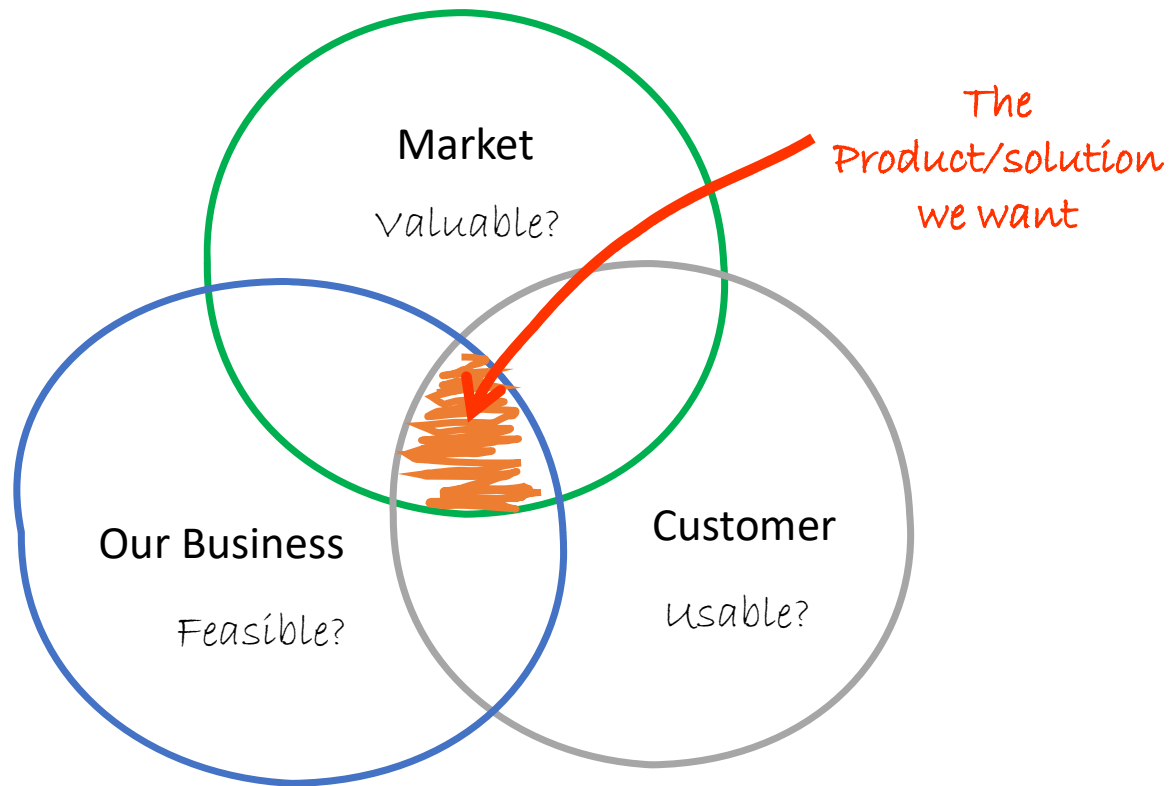 Market
Valuable?
The
Product/solution
we want
Our Business
Feasible?
Customer
Usable?